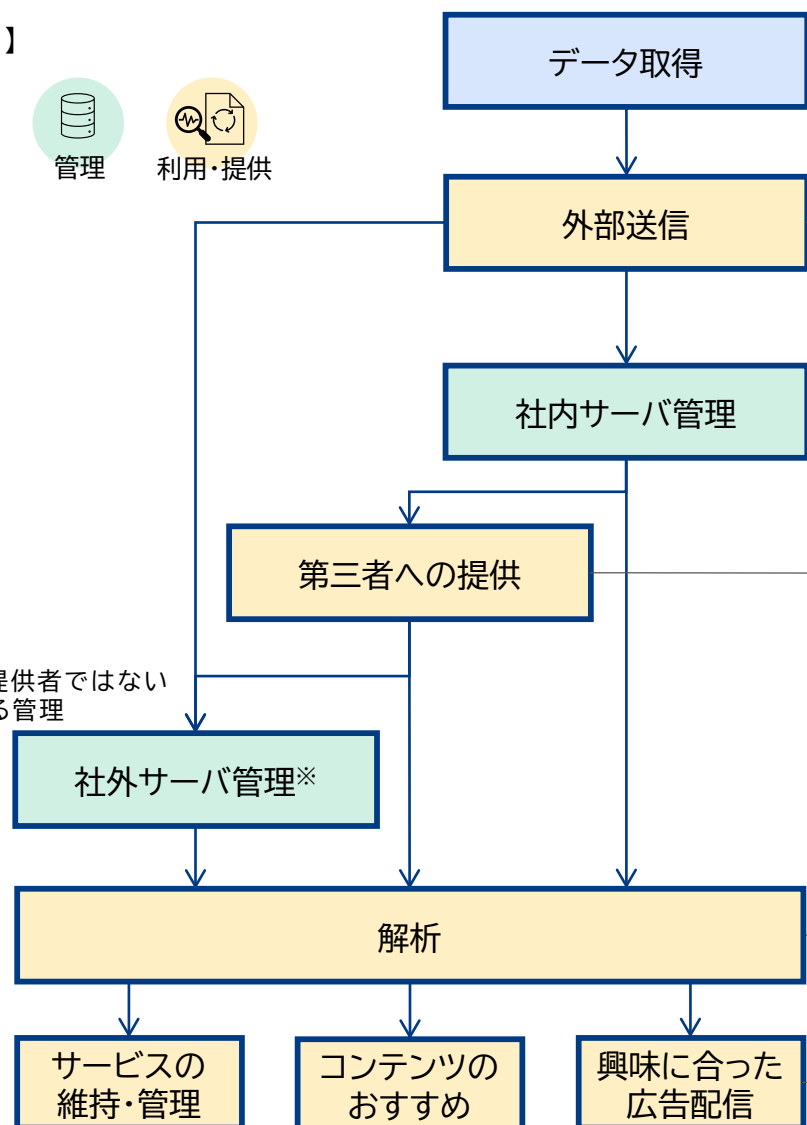 】
データ取得
管理
利用・提供
外部送信
社内サーバ管理
第三者への提供
提供者ではない
る管理
社外サーバ管理※
解析
サービスの
維持・管理
コンテンツの
おすすめ
興味に合った
広告配信